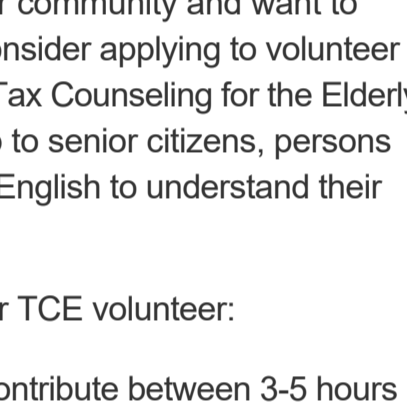 r community and want to
nsider applying to volunteer
Tax Counseling for the Elderly
to senior citizens, persons
English to understand their
r TCE volunteer:
ontribute between 3-5 hours